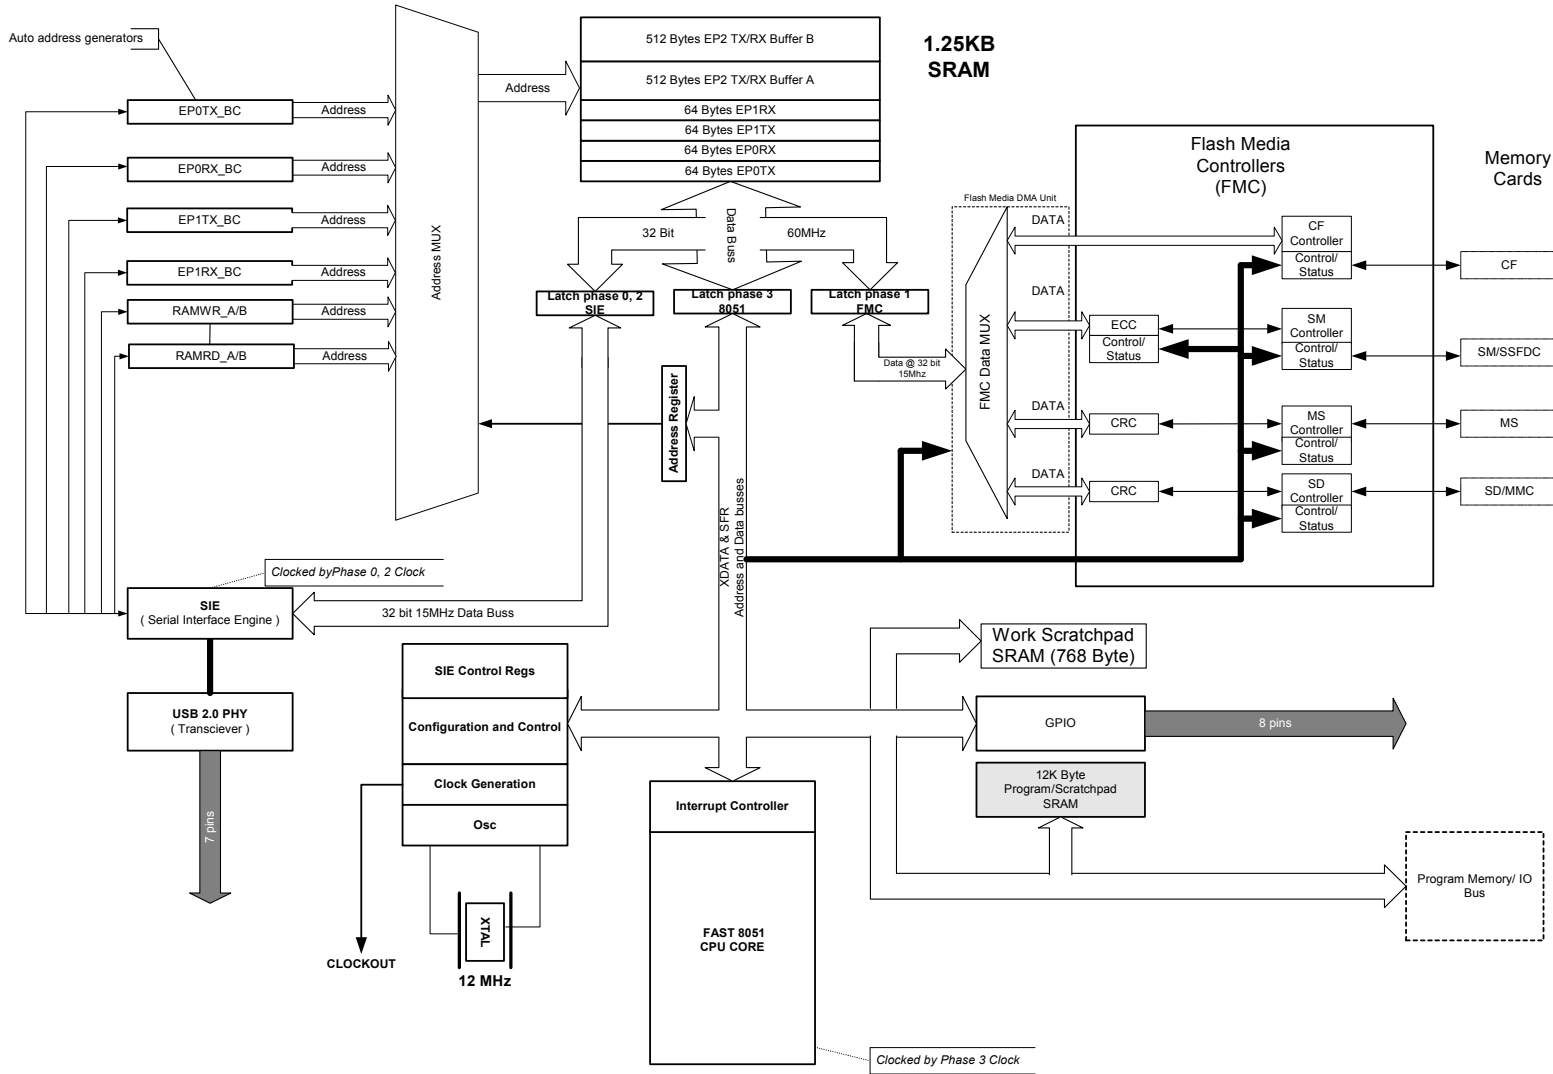 Auto address generators
EP0TX_BC
Address
EP0RX_BC
Address
EP1TX_BC
Address
EP1RX_BC
Address
RAMWR_A/B
Address
RAMRD_A/B
Address
Address MUX
Address
512 Bytes EP2 TX/RX Buffer B
512 Bytes EP2 TX/RX Buffer A
64 Bytes EP1RX
64 Bytes EP1TX
64 Bytes EP0RX
64 Bytes EP0TX
1.25KB
SRAM
32 Bit
Data Buss
60MHz
Latch phase 0, 2
SIE
Latch phase 3
8051
Latch phase 1
FMC
Data @ 32 bit
15Mhz
Address Register
Flash Media DMA Unit
FMC Data MUX
DATA
DATA
DATA
DATA
Flash Media
Controllers
(FMC)
CF
Controller
Control/
Status
ECC
Control/
Status
SM
Controller
Control/
Status
CRC
MS
Controller
Control/
Status
CRC
SD
Controller
Control/
Status
Memory
Cards
CF
SM/SSFDC
MS
SD/MMC
XDATA & SFR
Address and Data busses
Clocked byPhase 0, 2 Clock
SIE
( Serial Interface Engine )
32 bit 15MHz Data Buss
USB 2.0 PHY
( Transciever )
7 pins
SIE Control Regs
Configuration and Control
Clock Generation
Osc
XTAL
12 MHz
CLOCKOUT
Interrupt Controller
FAST 8051
CPU CORE
Clocked by Phase 3 Clock
Work Scratchpad
SRAM (768 Byte)
GPIO
8 pins
12K Byte
Program/Scratchpad
SRAM
Program Memory/ IO
Bus